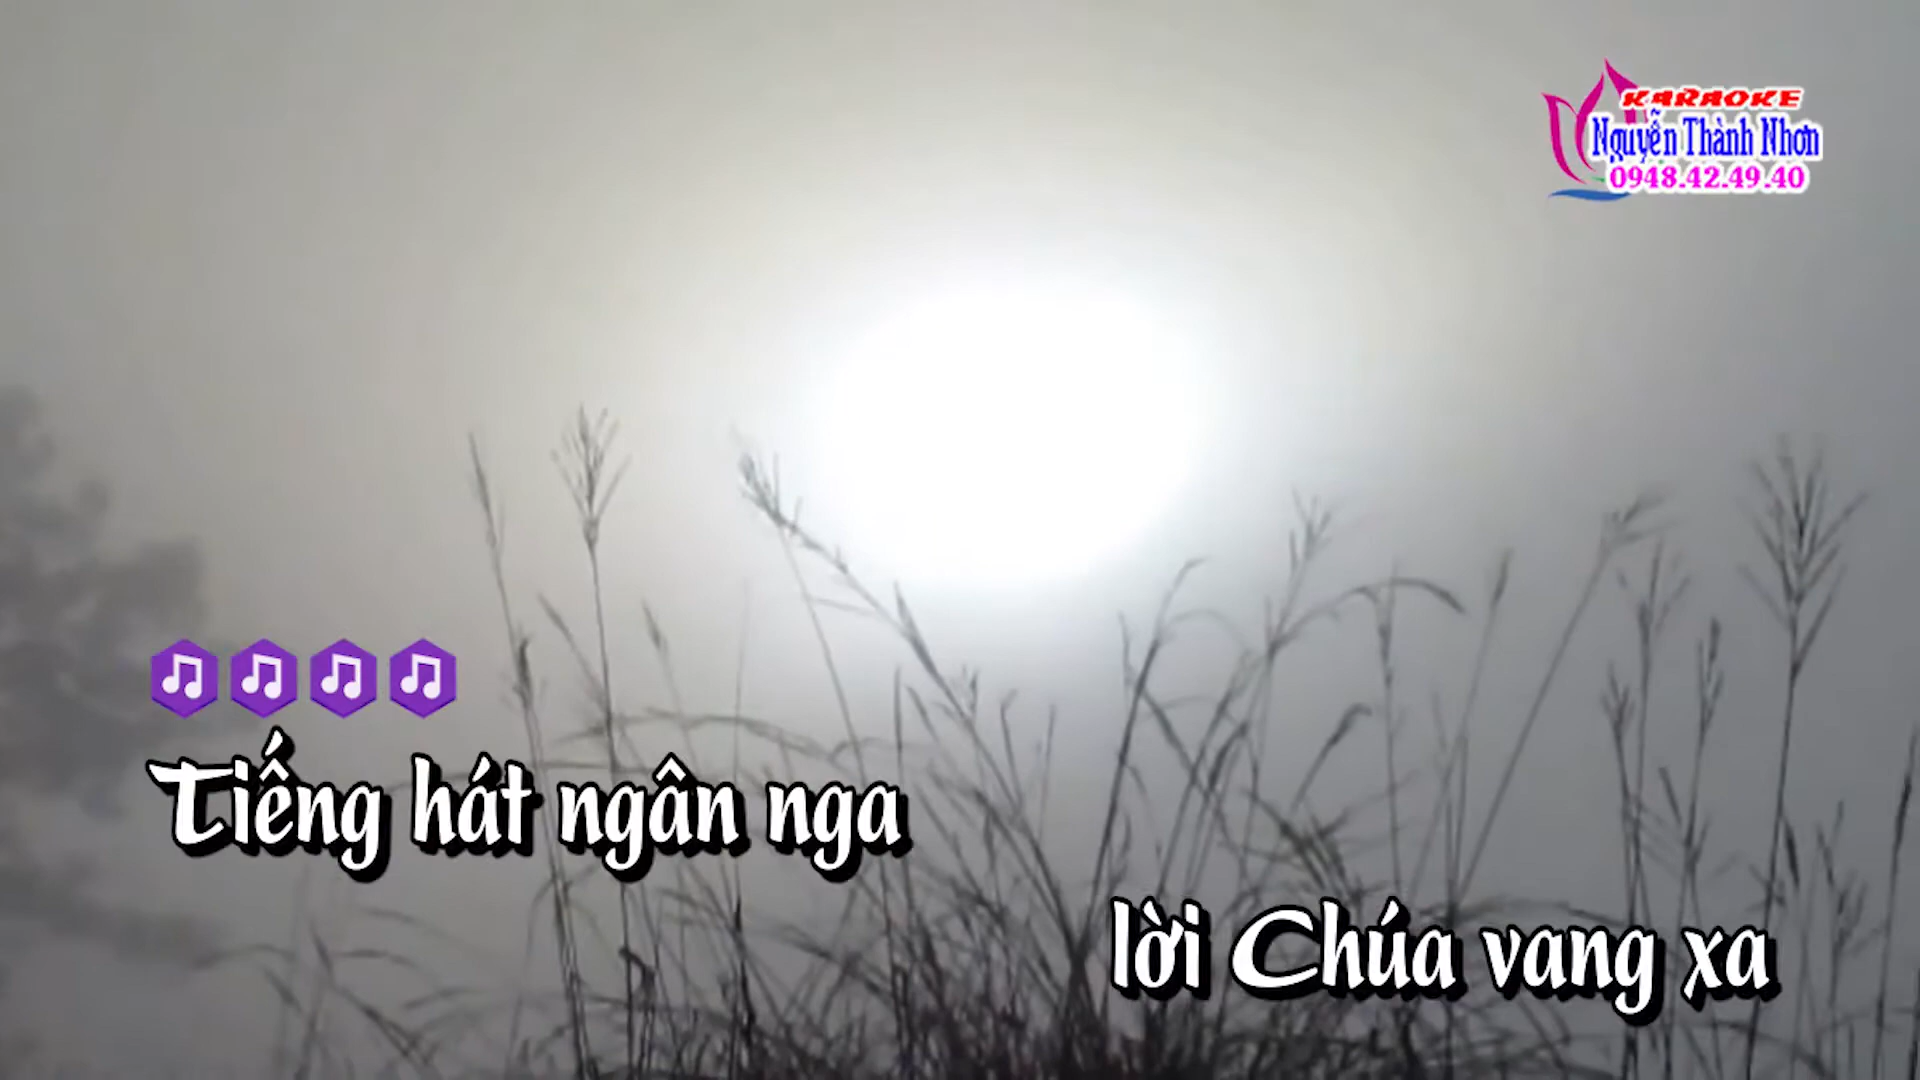 KARAOKE
Nguyễn Thành Nhơn
0948.42.49.40
Tiếng hát ngân nga
lời Chúa vang xa